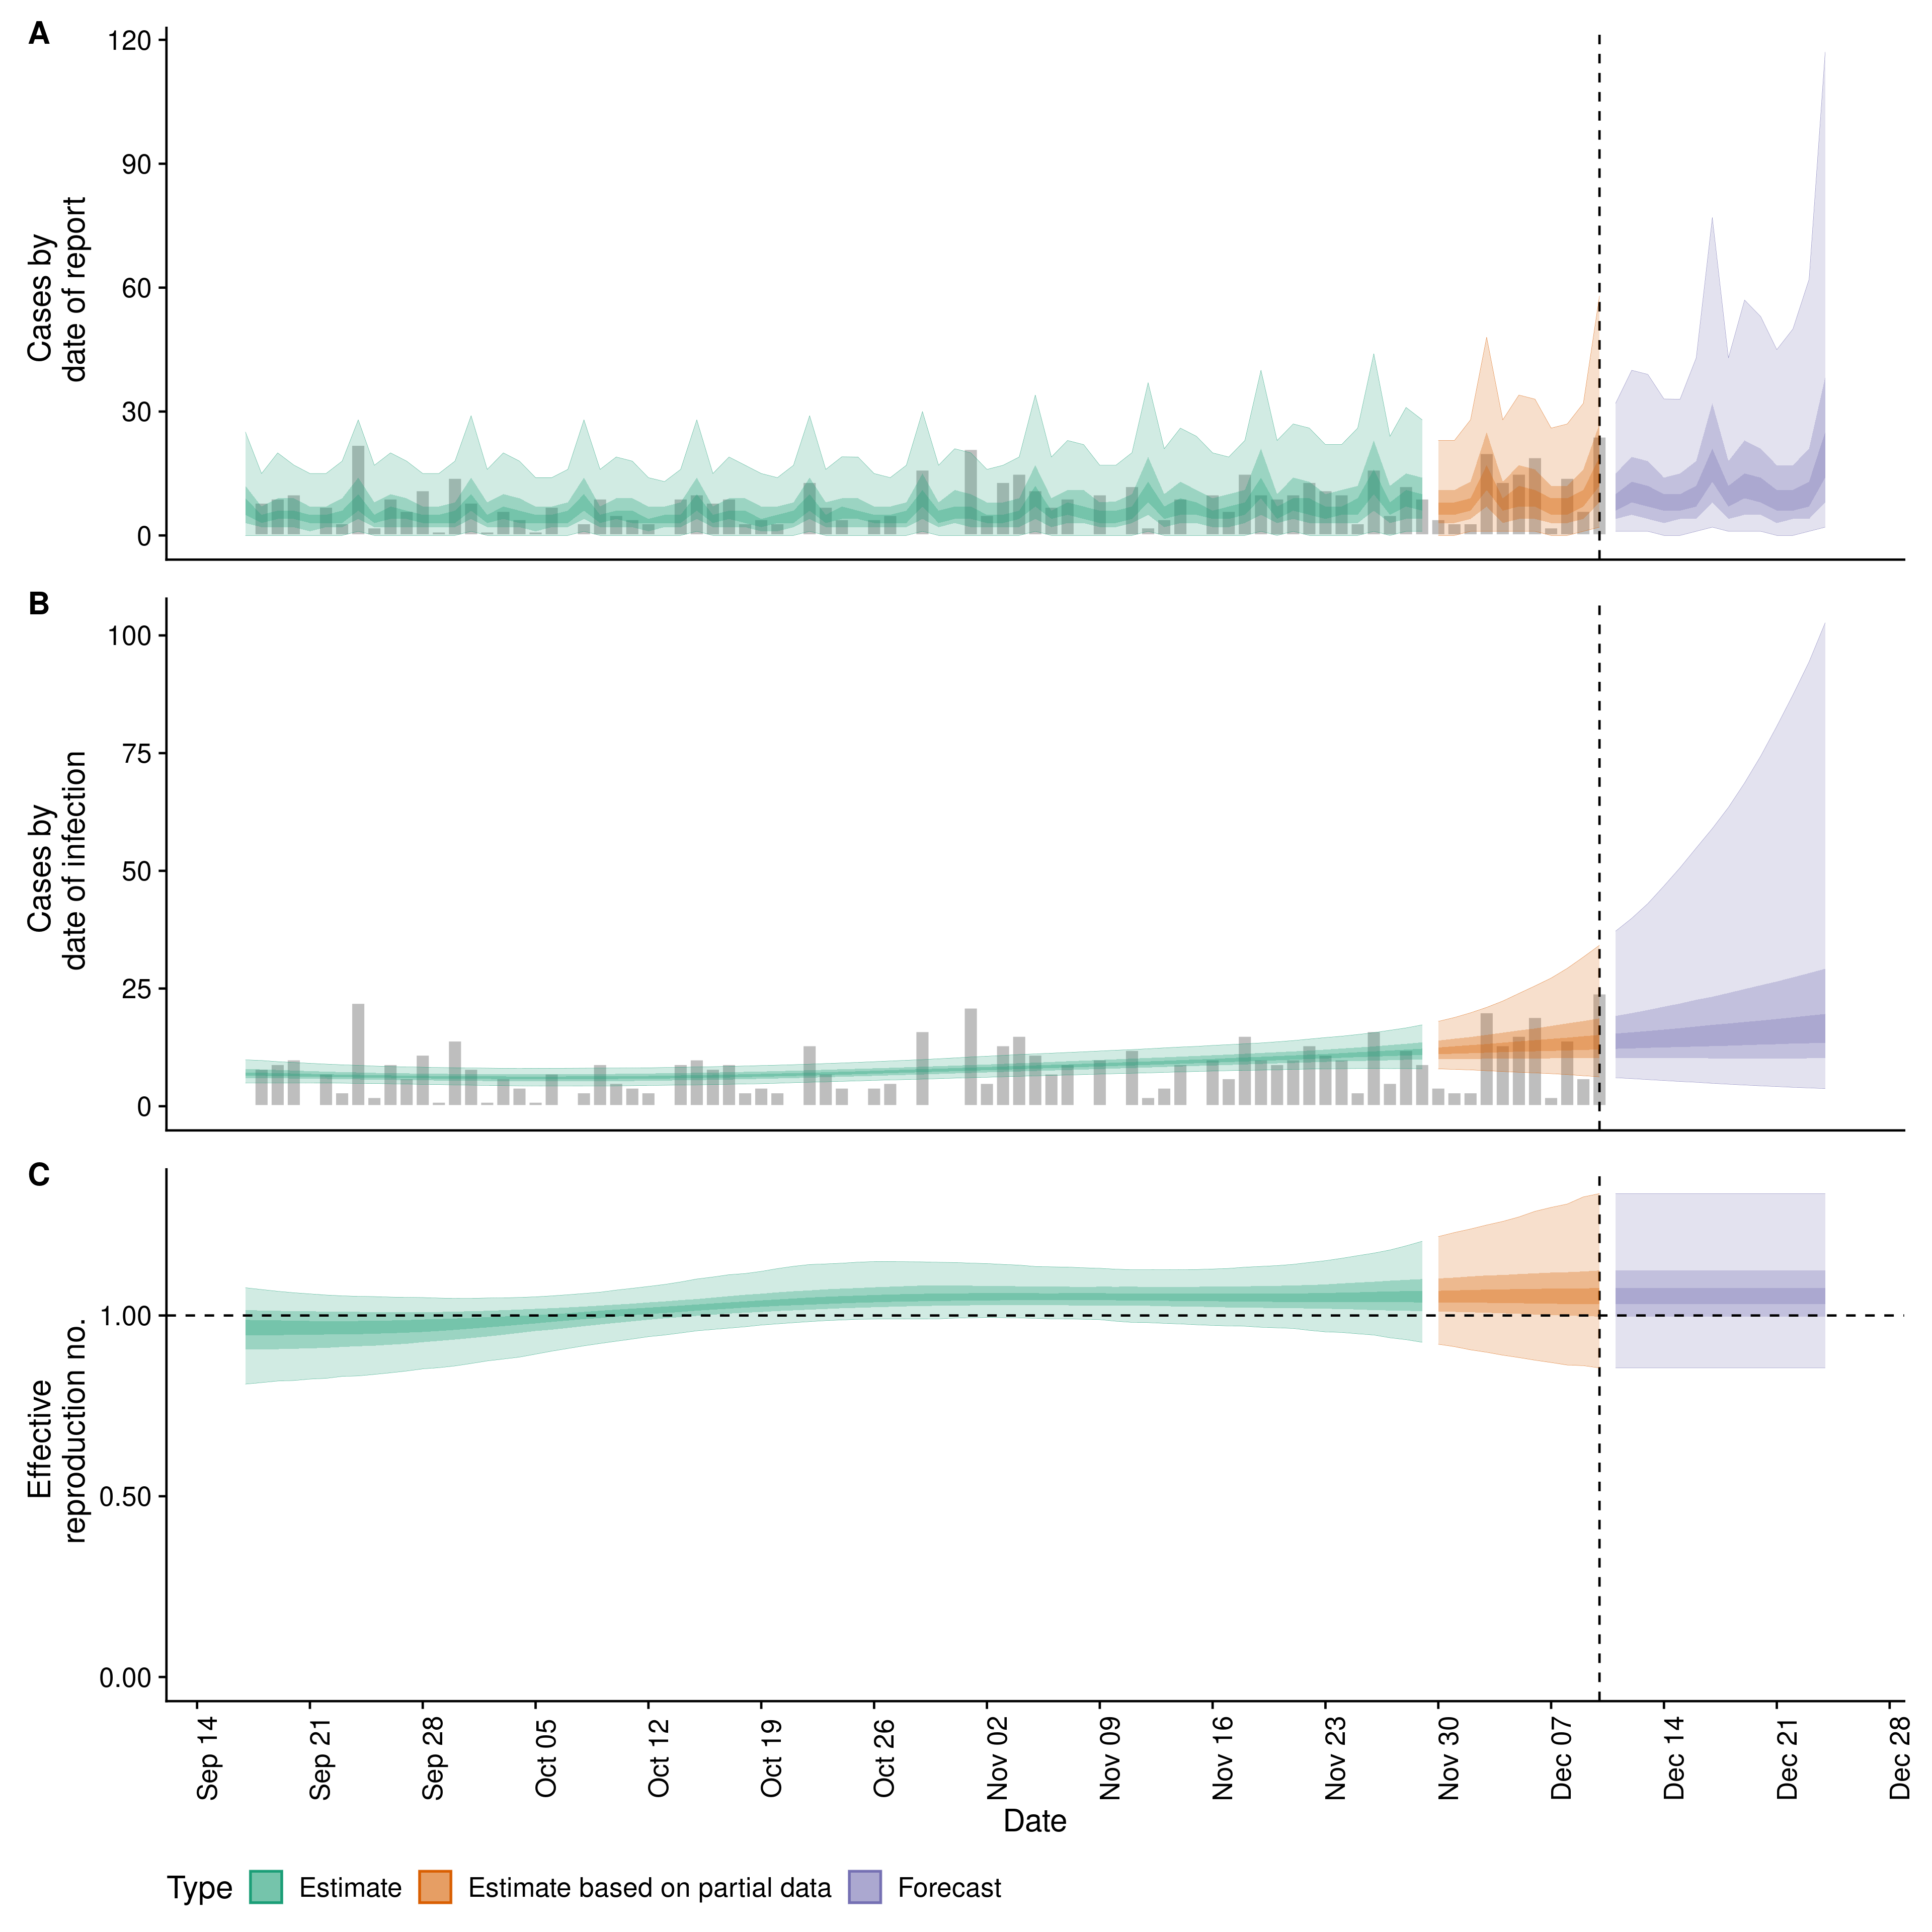 A
Cases by
date of report
120
90
60
30
0
B
Cases by
date of infection
100
75
50
25
0
C
Effective
reproduction no.
1.00
0.50
0.00
Sep 14
Sep 21
Sep 28
Oct 05
Oct 12
Oct 19
Oct 26
Nov 02
Nov 09
Nov 16
Nov 23
Nov 30
Dec 07
Dec 14
Dec 21
Dec 28
Date
Type Estimate Estimate based on partial data Forecast